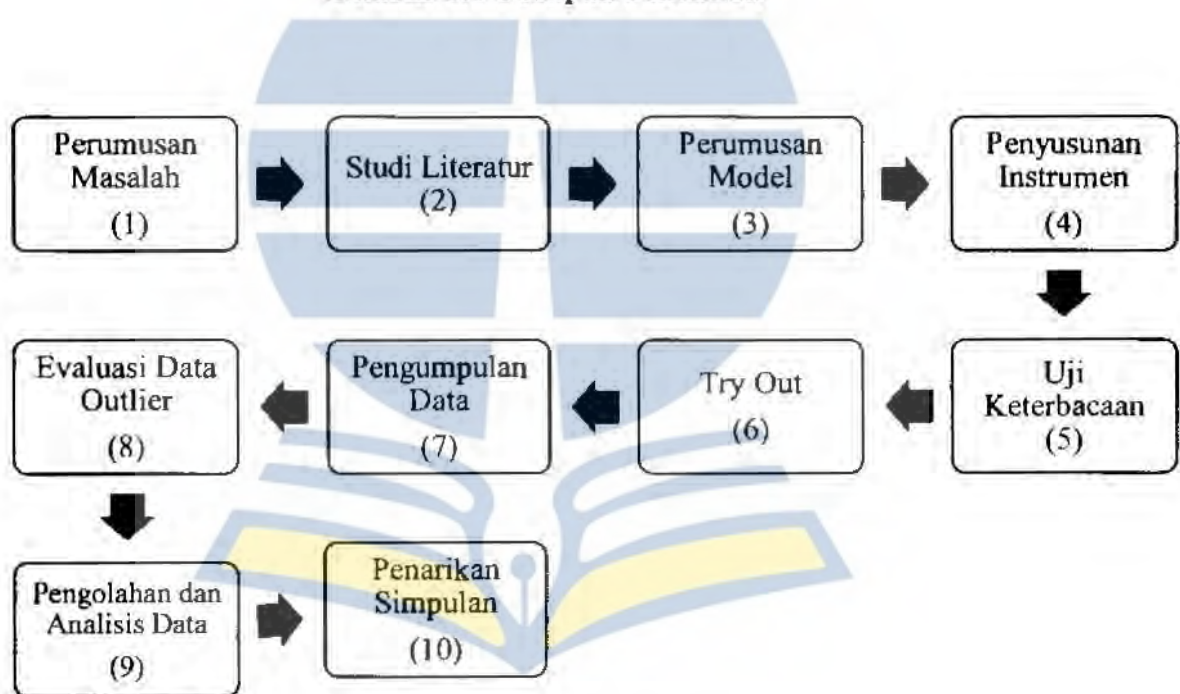 Perumusan
Masalah
(1)
Studi Literatur
(2)
Perumusan
Model
(3)
Penyusunan
Instrumen
(4)
Uji
Keterbacaan
(5)
Try Out
(6)
Pengumpulan
Data
(7)
Evaluasi Data
Outlier
(8)
Pengolahan dan
Analisis Data
(9)
Penarikan
Simpulan
(10)